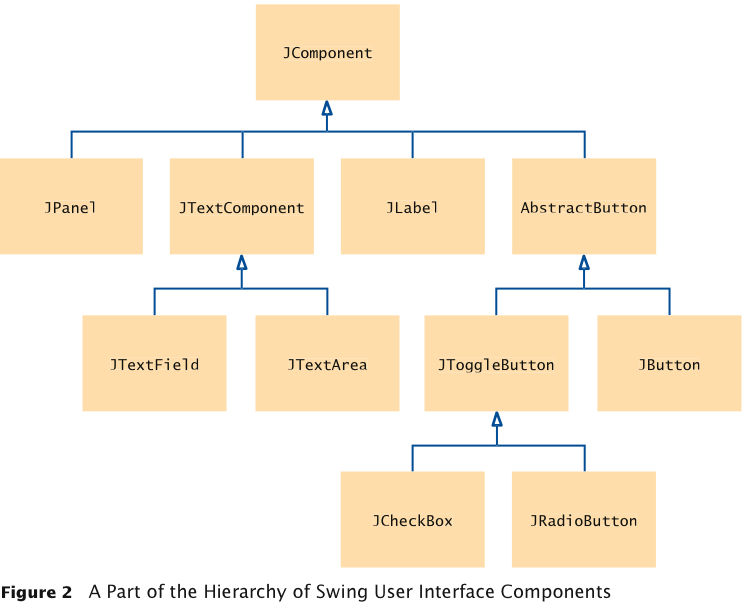 JComponent
JPanel
JTextComponent
JLabel
AbstractButton
JTextField
JTextArea
JToggleButton
JButton
JCheckBox
JRadioButton
Figure 2 A Part of the Hierarchy of Swing User Interface Components